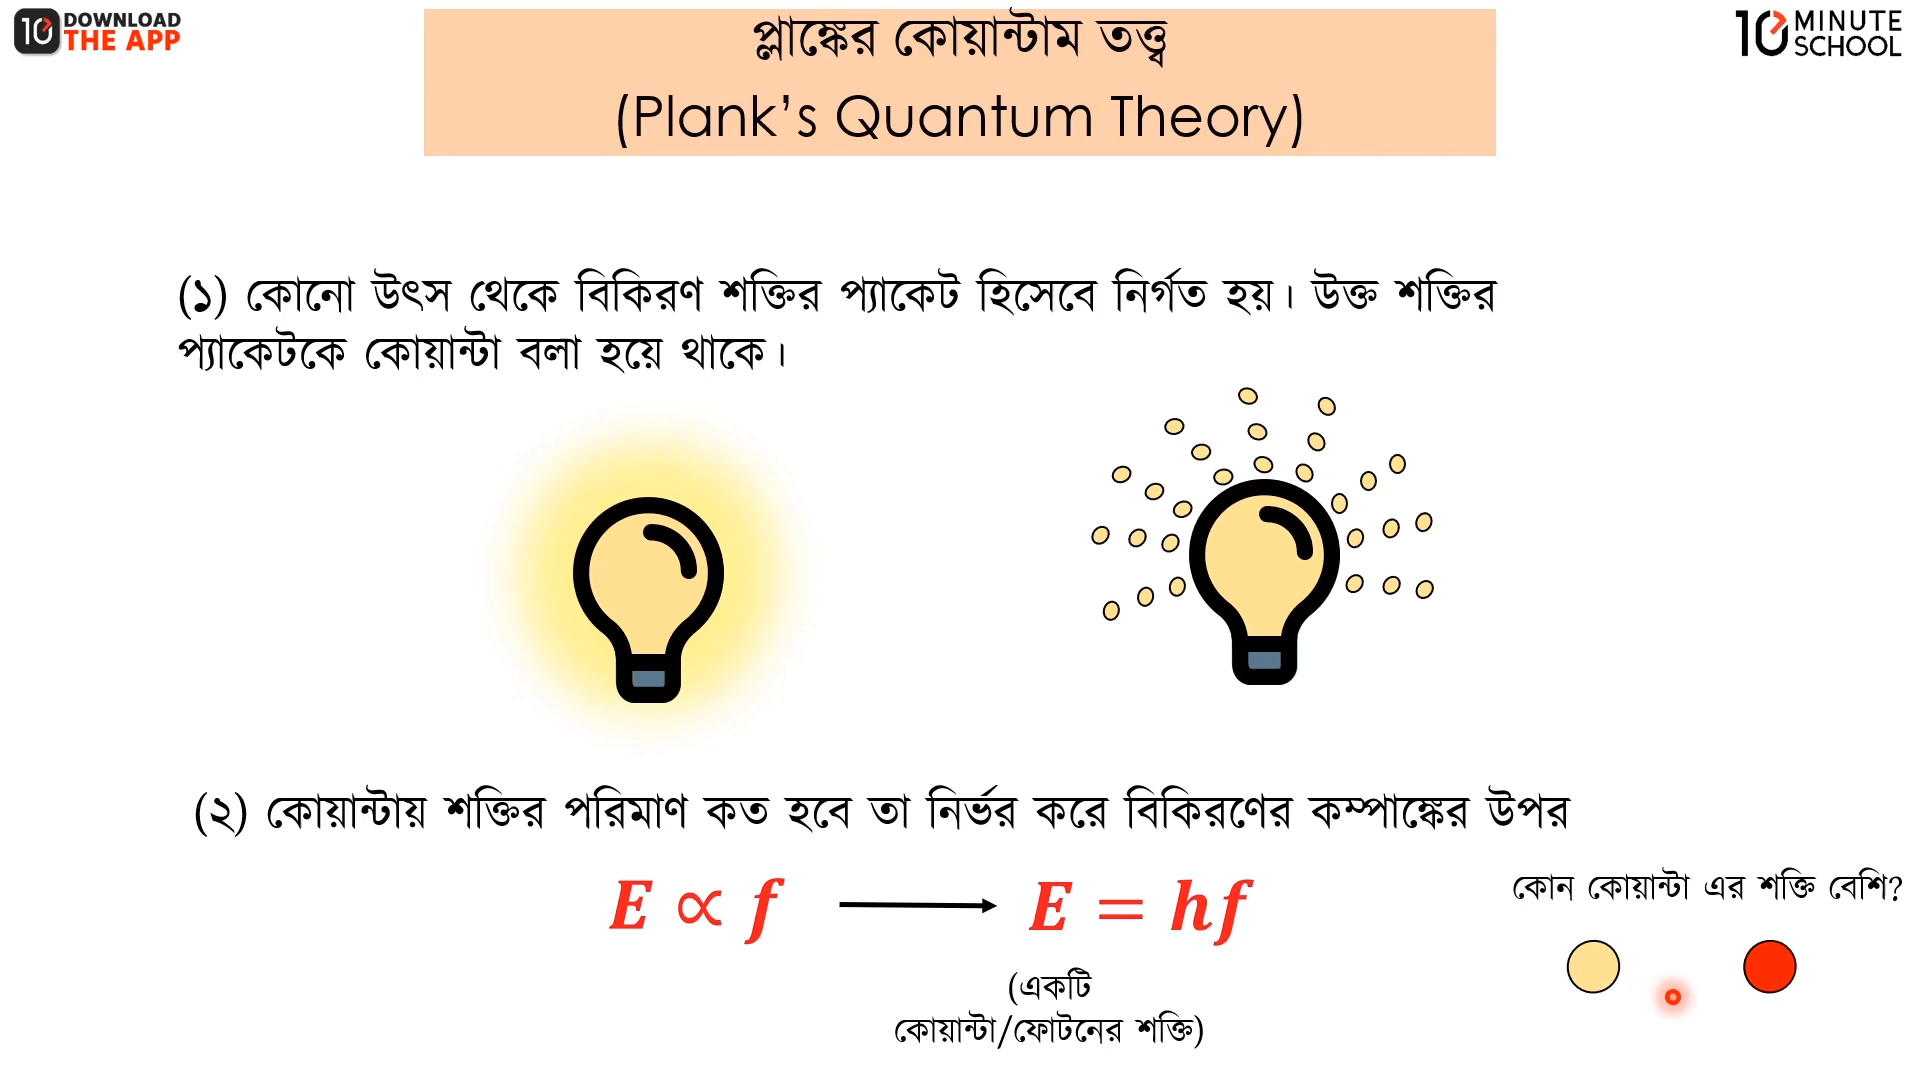 DOWNLOAD
THE APP
10 MINUTE
SCHOOL
প্লাঙ্কের কোয়ান্টাম তত্ত্ব
(Plank’s Quantum Theory)
(১) কোনো উৎস থেকে বিকিরণ শক্তির প্যাকেট হিসেবে নির্গত হয়। উক্ত শক্তির
প্যাকেটকে কোয়ান্টা বলা হয়ে থাকে।
(২) কোয়ান্টায় শক্তির পরিমাণ কত হবে তা নির্ভর করে বিকিরণের কম্পাঙ্কের উপর
E ∝ f
E = hf
(একটি
কোয়ান্টা/ফোটনের শক্তি)
কোন কোয়ান্টা এর শক্তি বেশি?